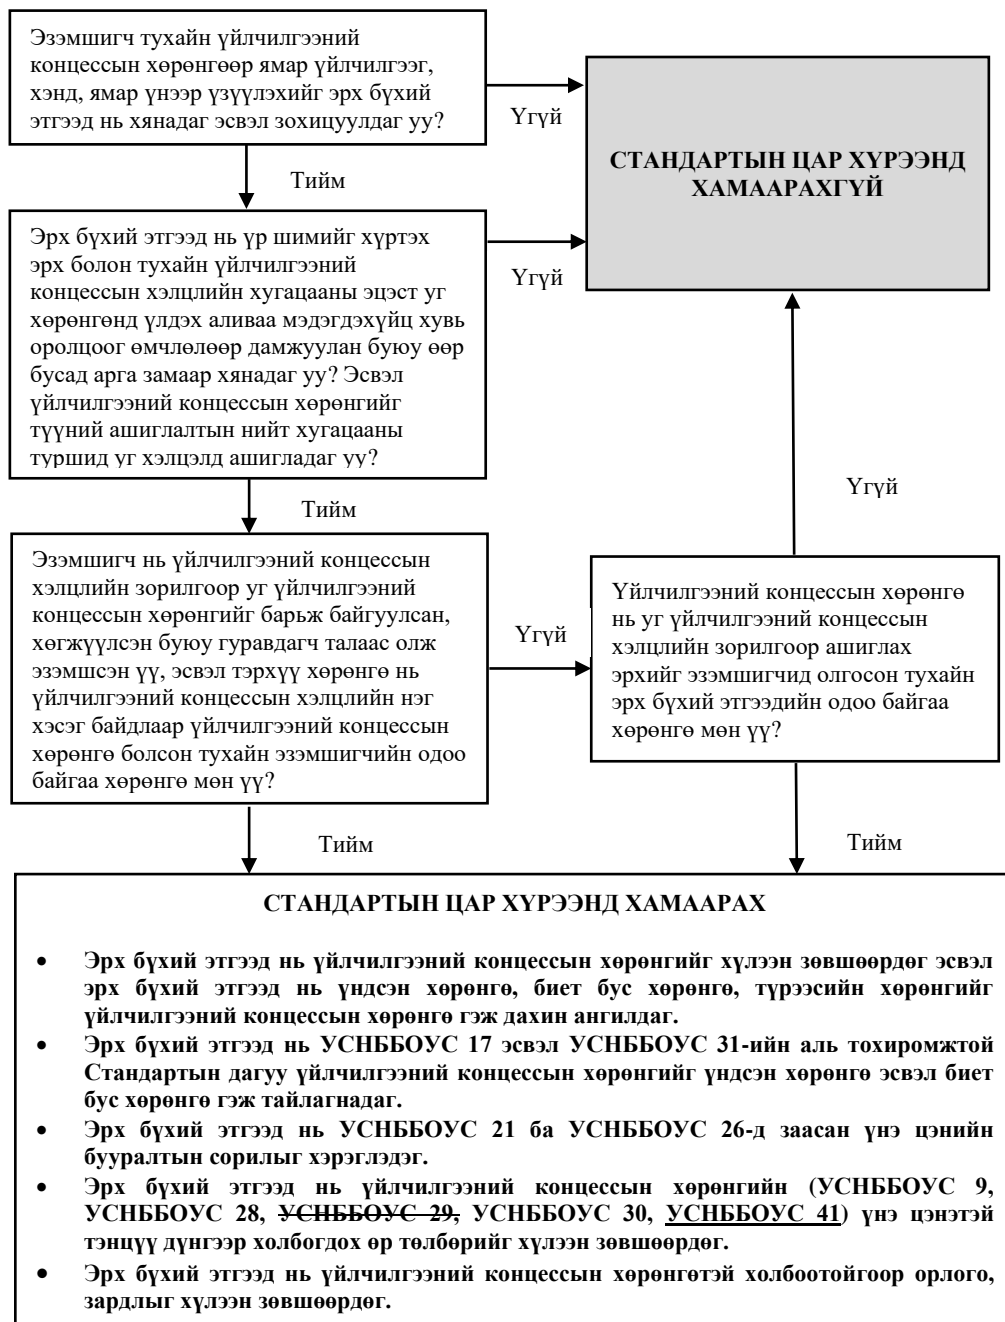 Эзэмшигч тухайн үйлчилгээний
концессын хөрөнгөөр ямар үйлчилгээг,
хэнд, ямар үнээр үзүүлэхийг эрх бүхий
этгээд нь хянадаг эсвэл зохицуулдаг уу?
Үгүй
СТАНДАРТЫН ЦАР ХҮРЭЭНД
ХАМААРАХГҮЙ
Тийм
Эрх бүхий этгээд нь үр шимийг хүртэх
эрх болон тухайн үйлчилгээний
концессын хэлцлийн хугацааны эцэст уг
хөрөнгөнд үлдэх аливаа мэдэгдэхүйц хувь
оролцоог өмчлөлөөр дамжуулан буюу өөр
бусад арга замаар хянадаг уу? Эсвэл
үйлчилгээний концессын хөрөнгийг
түүний ашиглалтын нийт хугацааны
туршид уг хэлцэлд ашигладаг уу?
Үгүй
Тийм
Үгүй
Эзэмшигч нь үйлчилгээний концессын
хэлцлийн зорилгоор уг үйлчилгээний
концессын хөрөнгийг барьж байгуулсан,
хөгжүүлсэн буюу гуравдагч талаас олж
эзэмшсэн үү, эсвэл тэрхүү хөрөнгө нь
үйлчилгээний концессын хэлцлийн нэг
хэсэг байдлаар үйлчилгээний концессын
хөрөнгө болсон тухайн эзэмшигчийн одоо
байгаа хөрөнгө мөн үү?
Үгүй
Үйлчилгээний концессын хөрөнгө
нь уг үйлчилгээний концессын
хэлцлийн зорилгоор ашиглах
эрхийг эзэмшигчид олгосон тухайн
эрх бүхий этгээдийн одоо байгаа
хөрөнгө мөн үү?
Тийм
Тийм
СТАНДАРТЫН ЦАР ХҮРЭЭНД ХАМААРАХ
• Эрх бүхий этгээд нь үйлчилгээний концессын хөрөнгийг хүлээн зөвшөөрдөг эсвэл
эрх бүхий этгээд нь үндсэн хөрөнгө, биет бус хөрөнгө, түрээсийн хөрөнгийг
үйлчилгээний концессын хөрөнгө гэж дахин ангилдаг.
• Эрх бүхий этгээд нь УСНББОУС 17 эсвэл УСНББОУС 31-ийн аль тохиромжтой
Стандартын дагуу үйлчилгээний концессын хөрөнгийг үндсэн хөрөнгө эсвэл биет
бус хөрөнгө гэж тайлагнадаг.
• Эрх бүхий этгээд нь УСНББОУС 21 ба УСНББОУС 26-д заасан үнэ цэнийн
бууралтын сорилыг хэрэглэдэг.
• Эрх бүхий этгээд нь үйлчилгээний концессын хөрөнгийн (УСНББОУС 9,
УСНББОУС 28, УСНББОУС 29, УСНББОУС 30, УСНББОУС 41) үнэ цэнэтэй
тэнцүү дүнгээр холбогдох өр төлбөрийг хүлээн зөвшөөрдөг.
• Эрх бүхий этгээд нь үйлчилгээний концессын хөрөнгөтэй холбоотойгоор орлого,
зардлыг хүлээн зөвшөөрдөг.